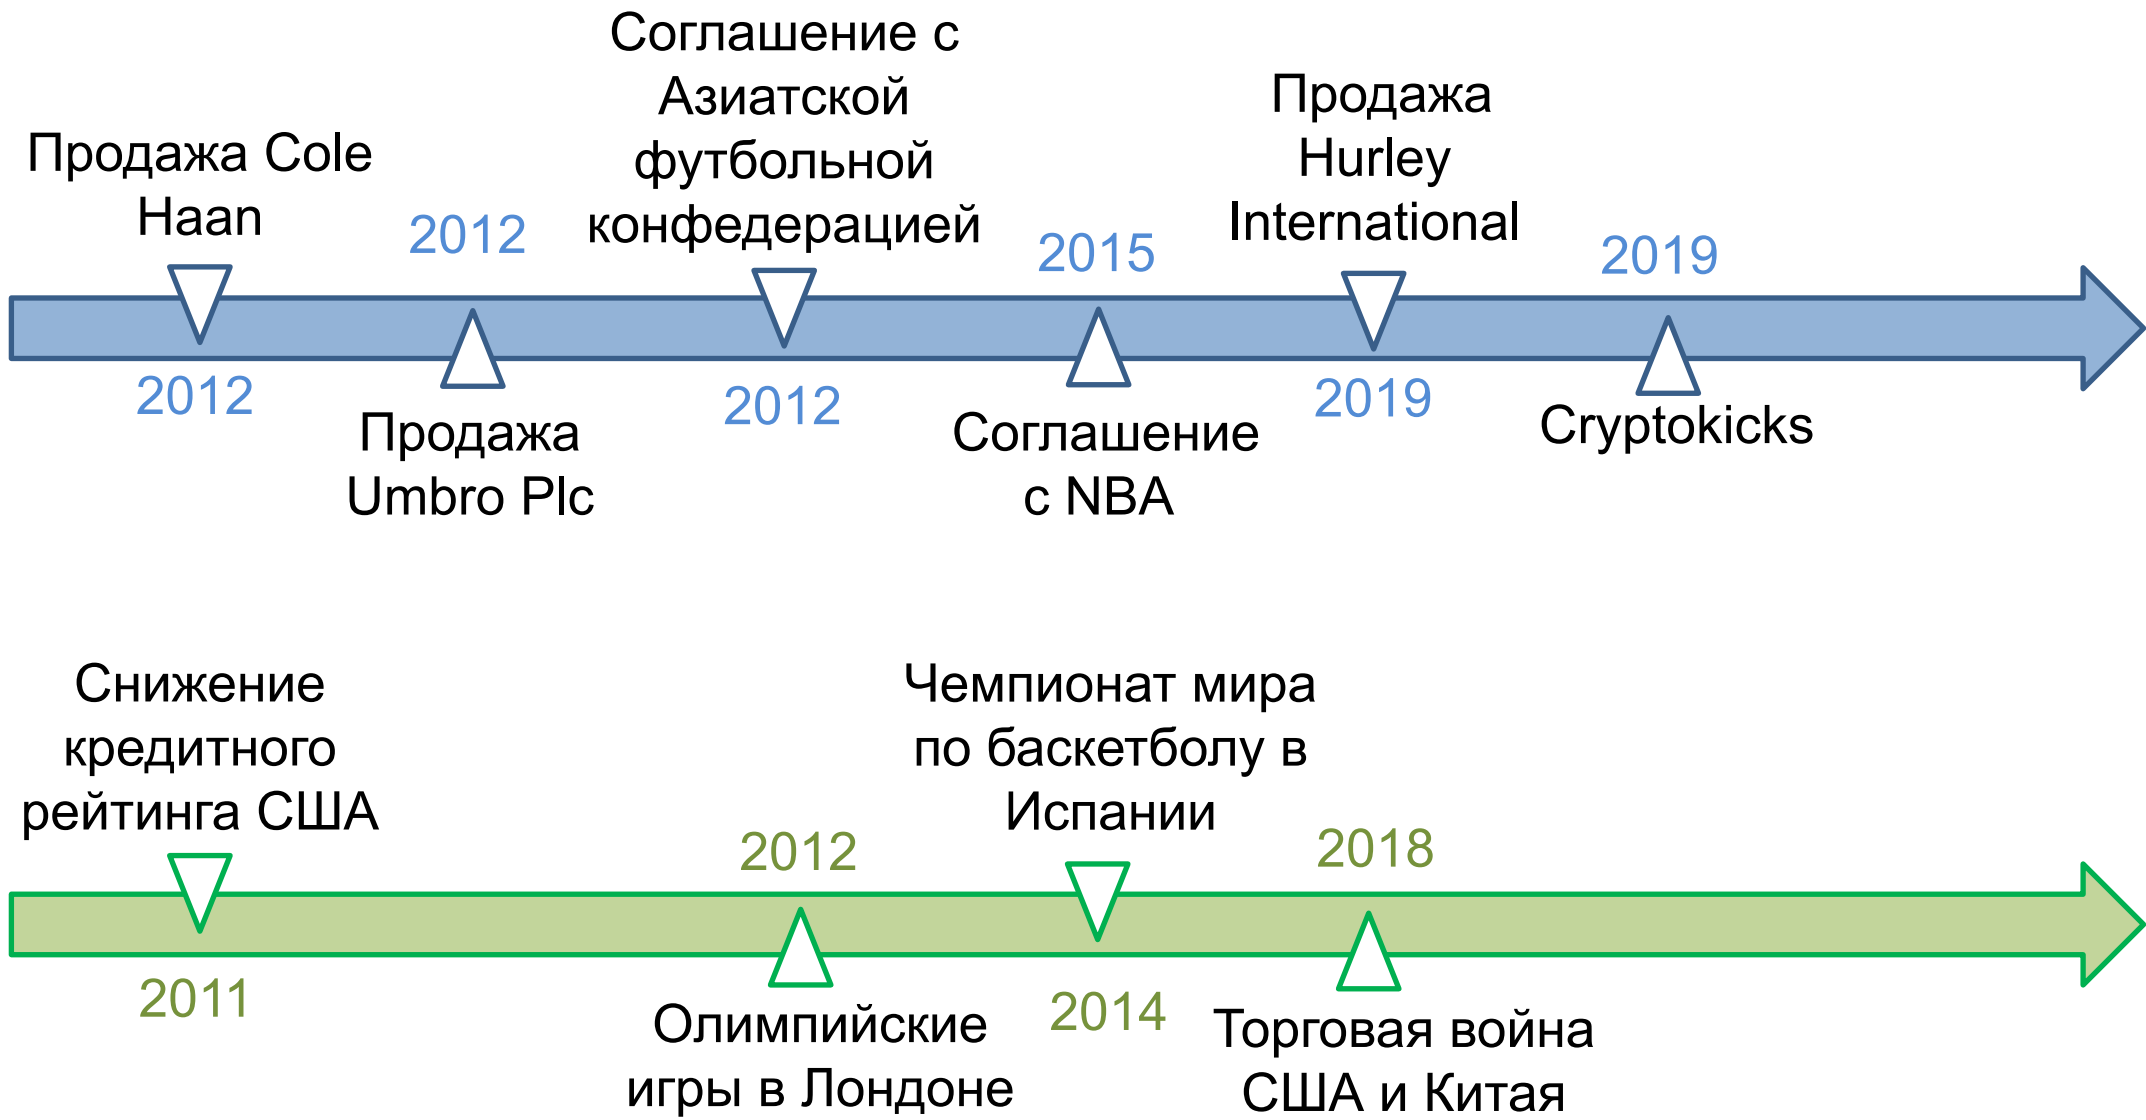 Продажа Cole
Haan
2012
2012
Продажа
Umbro Plc
Соглашение с
Азиатской
футбольной
конфедерацией
2012
2015
Соглашение
с NBA
Продажа
Hurley
International
2019
2019
Cryptokicks
Снижение
кредитного
рейтинга США
2011
2012
Олимпийские
игры в Лондоне
Чемпионат мира
по баскетболу в
Испании
2014
2018
Торговая война
США и Китая